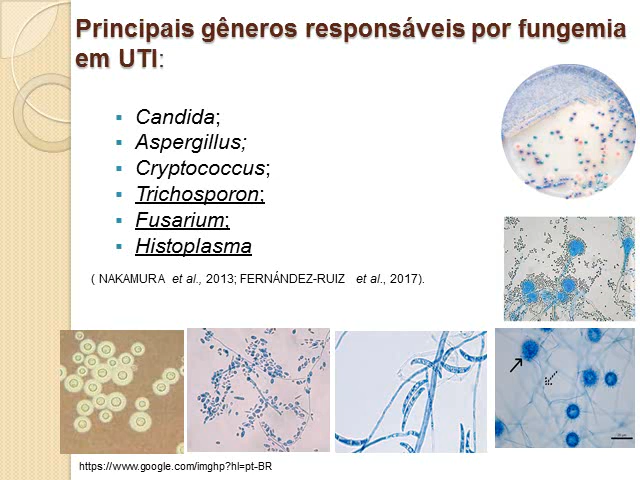 Principais gêneros responsáveis por fungemia
em UTI:
Candida;
Aspergillus;
Cryptococcus;
Trichosporon;
Fusarium;
Histoplasma
( NAKAMURA et al., 2013; FERNÁNDEZ-RUIZ et al., 2017).
https://www.google.com/imghp?hl=pt-BR